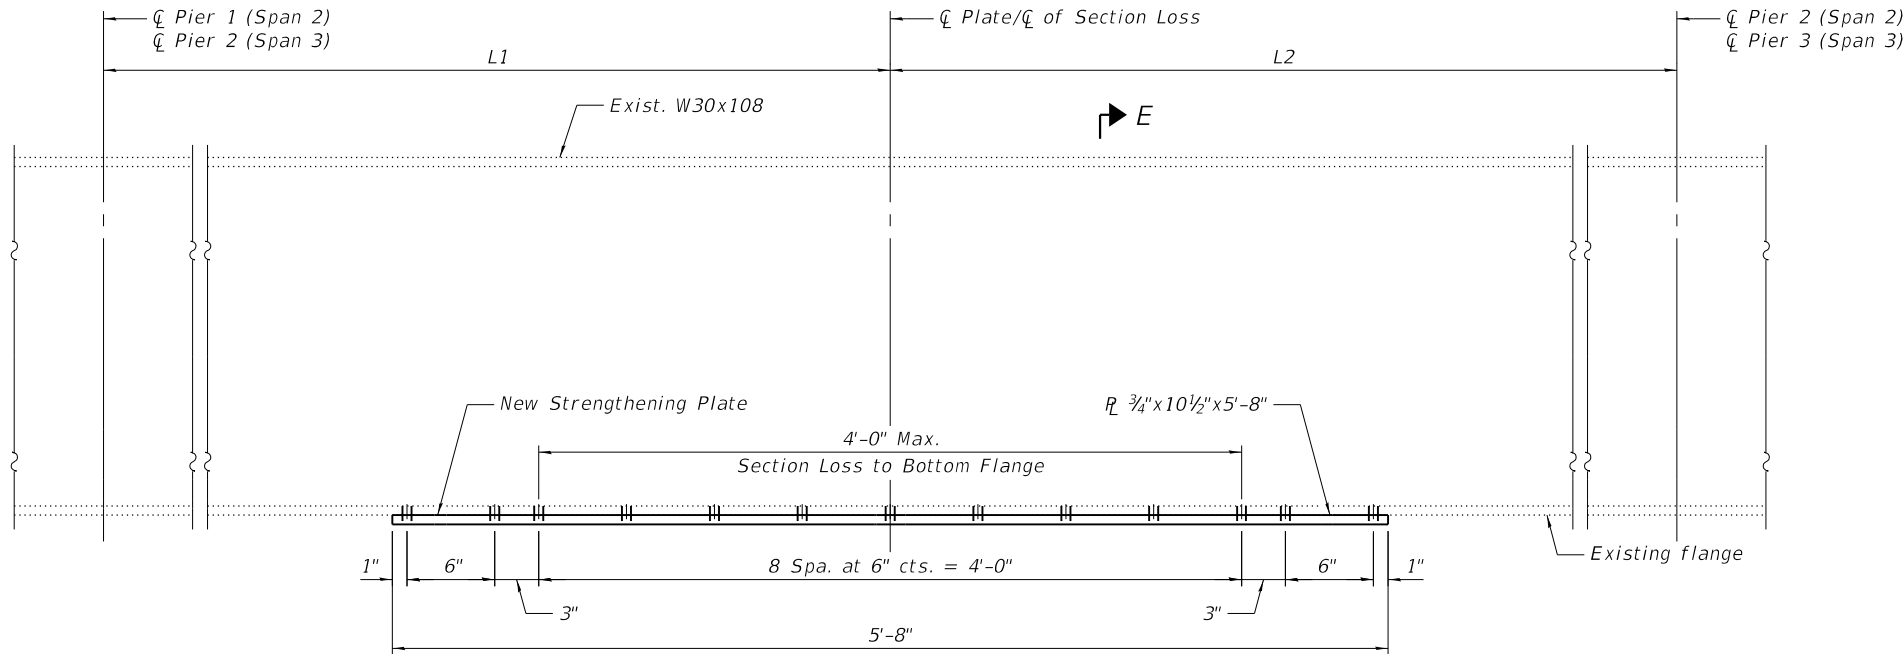 ℄ Pier 1 (Span 2)
℄ Pier 2 (Span 3)
℄ Plate/℄ of Section Loss
℄ Pier 2 (Span 2)
℄ Pier 3 (Span 3)
L1
L2
Exist. W30x108
E
New Strengthening Plate
℄ ¾"x10½"x5'-8"
4'-0" Max.
Section Loss to Bottom Flange
Existing flange
1"
6"
8 Spa. at 6" cts. = 4'-0"
6"
1"
3"
3"
5'-8"